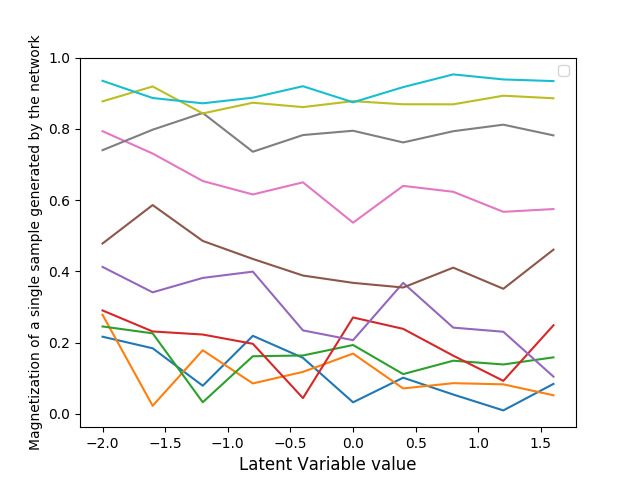 Magnetization of a single sample generated by the network
1.0
0.8
0.6
0.4
0.2
0.0
−2.0 −1.5 −1.0 −0.5 0.0 0.5 1.0 1.5
Latent Variable value